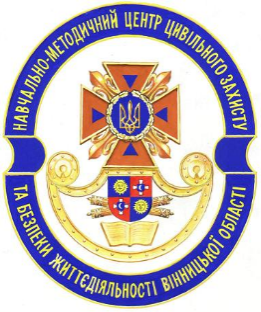 НАВЧАЛЬНО-МЕТОДИЧНИЙ ЦЕНТР ЦИВІЛЬНОГО ЗАХИСТУ
ТА БЕЗПЕКИ ЖИТТЄДІЯЛЬНОСТІ ВІННИЦЬКОЇ ОБЛАСТІ